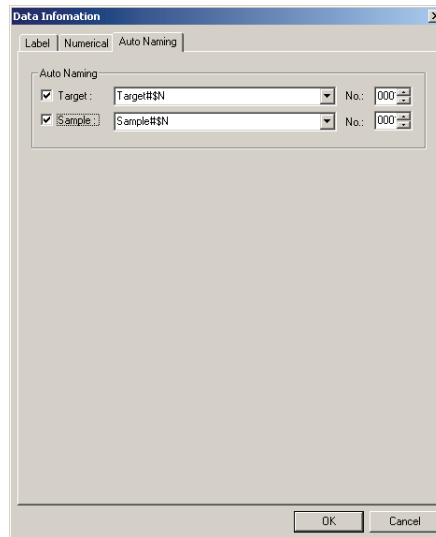 Data Infomation
Label Numerical Auto Naming
Auto Naming
Target : Target#$N No.: 000
Sample : Sample#$N No.: 000
OK Cancel